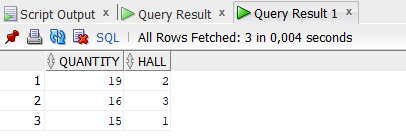 Script Output x Query Result x Query Result 1 x
SQL | All Rows Fetched: 3 in 0,004 seconds
QUANTITY HALL
1 19 2
2 16 3
3 15 1